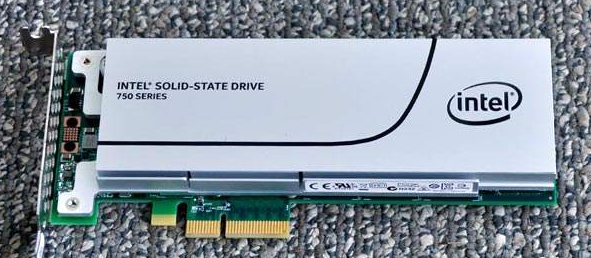 INTEL® SOLID-STATE DRIVE
750 SERIES
intel®